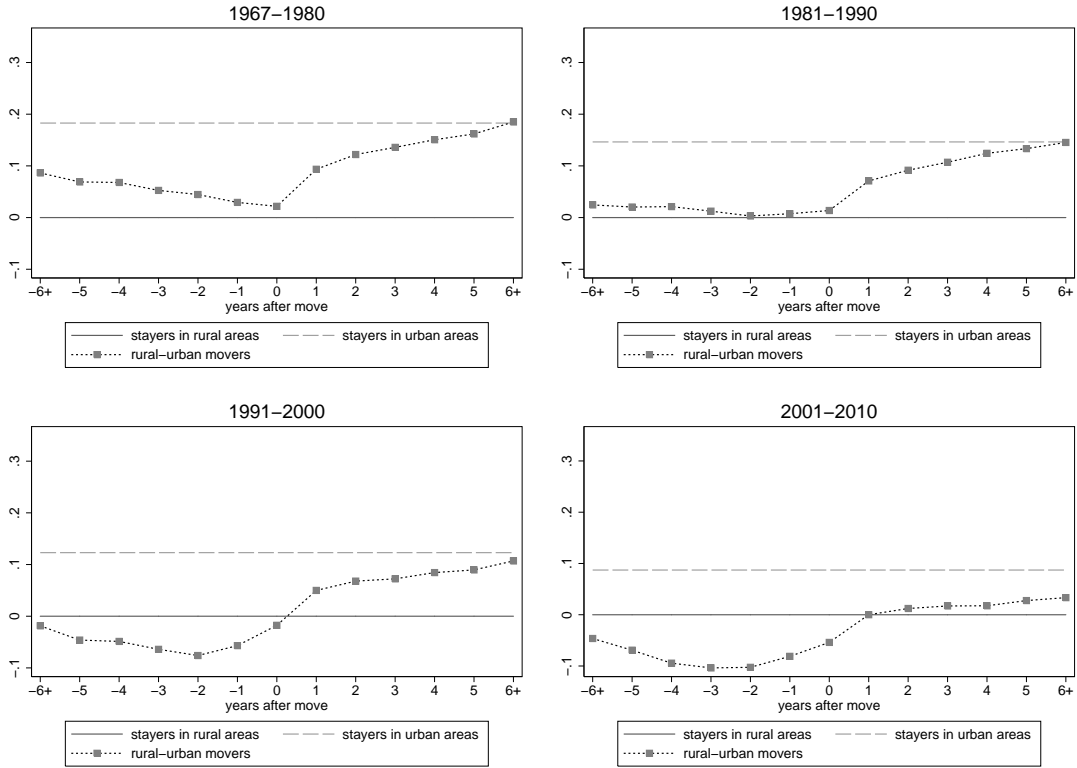 1967–1980
.3
.2
.1
0
−.1
−6+ −5 −4 −3 −2 −1 0 1 2 3 4 5 6+
years after move
stayers in rural areas stayers in urban areas
rural−urban movers
1981–1990
.3
.2
.1
0
−.1
−6+ −5 −4 −3 −2 −1 0 1 2 3 4 5 6+
years after move
stayers in rural areas stayers in urban areas
rural−urban movers
1991–2000
.3
.2
.1
0
−.1
−6+ −5 −4 −3 −2 −1 0 1 2 3 4 5 6+
years after move
stayers in rural areas stayers in urban areas
rural−urban movers
2001–2010
.3
.2
.1
0
−.1
−6+ −5 −4 −3 −2 −1 0 1 2 3 4 5 6+
years after move
stayers in rural areas stayers in urban areas
rural−urban movers